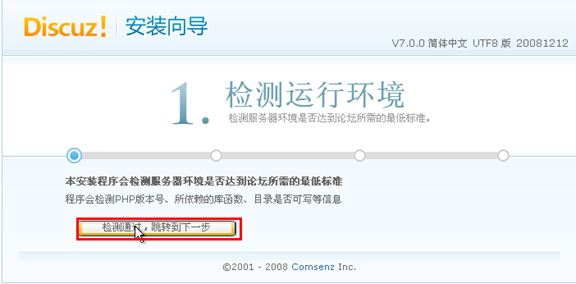 Discuz! 安装向导
V7.0.0 简体中文 UTF8 版 20081212
1. 检测运行环境
检测服务器环境是否达到论坛所需的最低标准。
本安装程序会检测服务器环境是否达到论坛所需的最低标准
程序会检测PHP版本号、所依赖的库函数、目录是否可写等信息
检测通过，跳转到下一步
©2001 - 2008 Comsenz Inc.